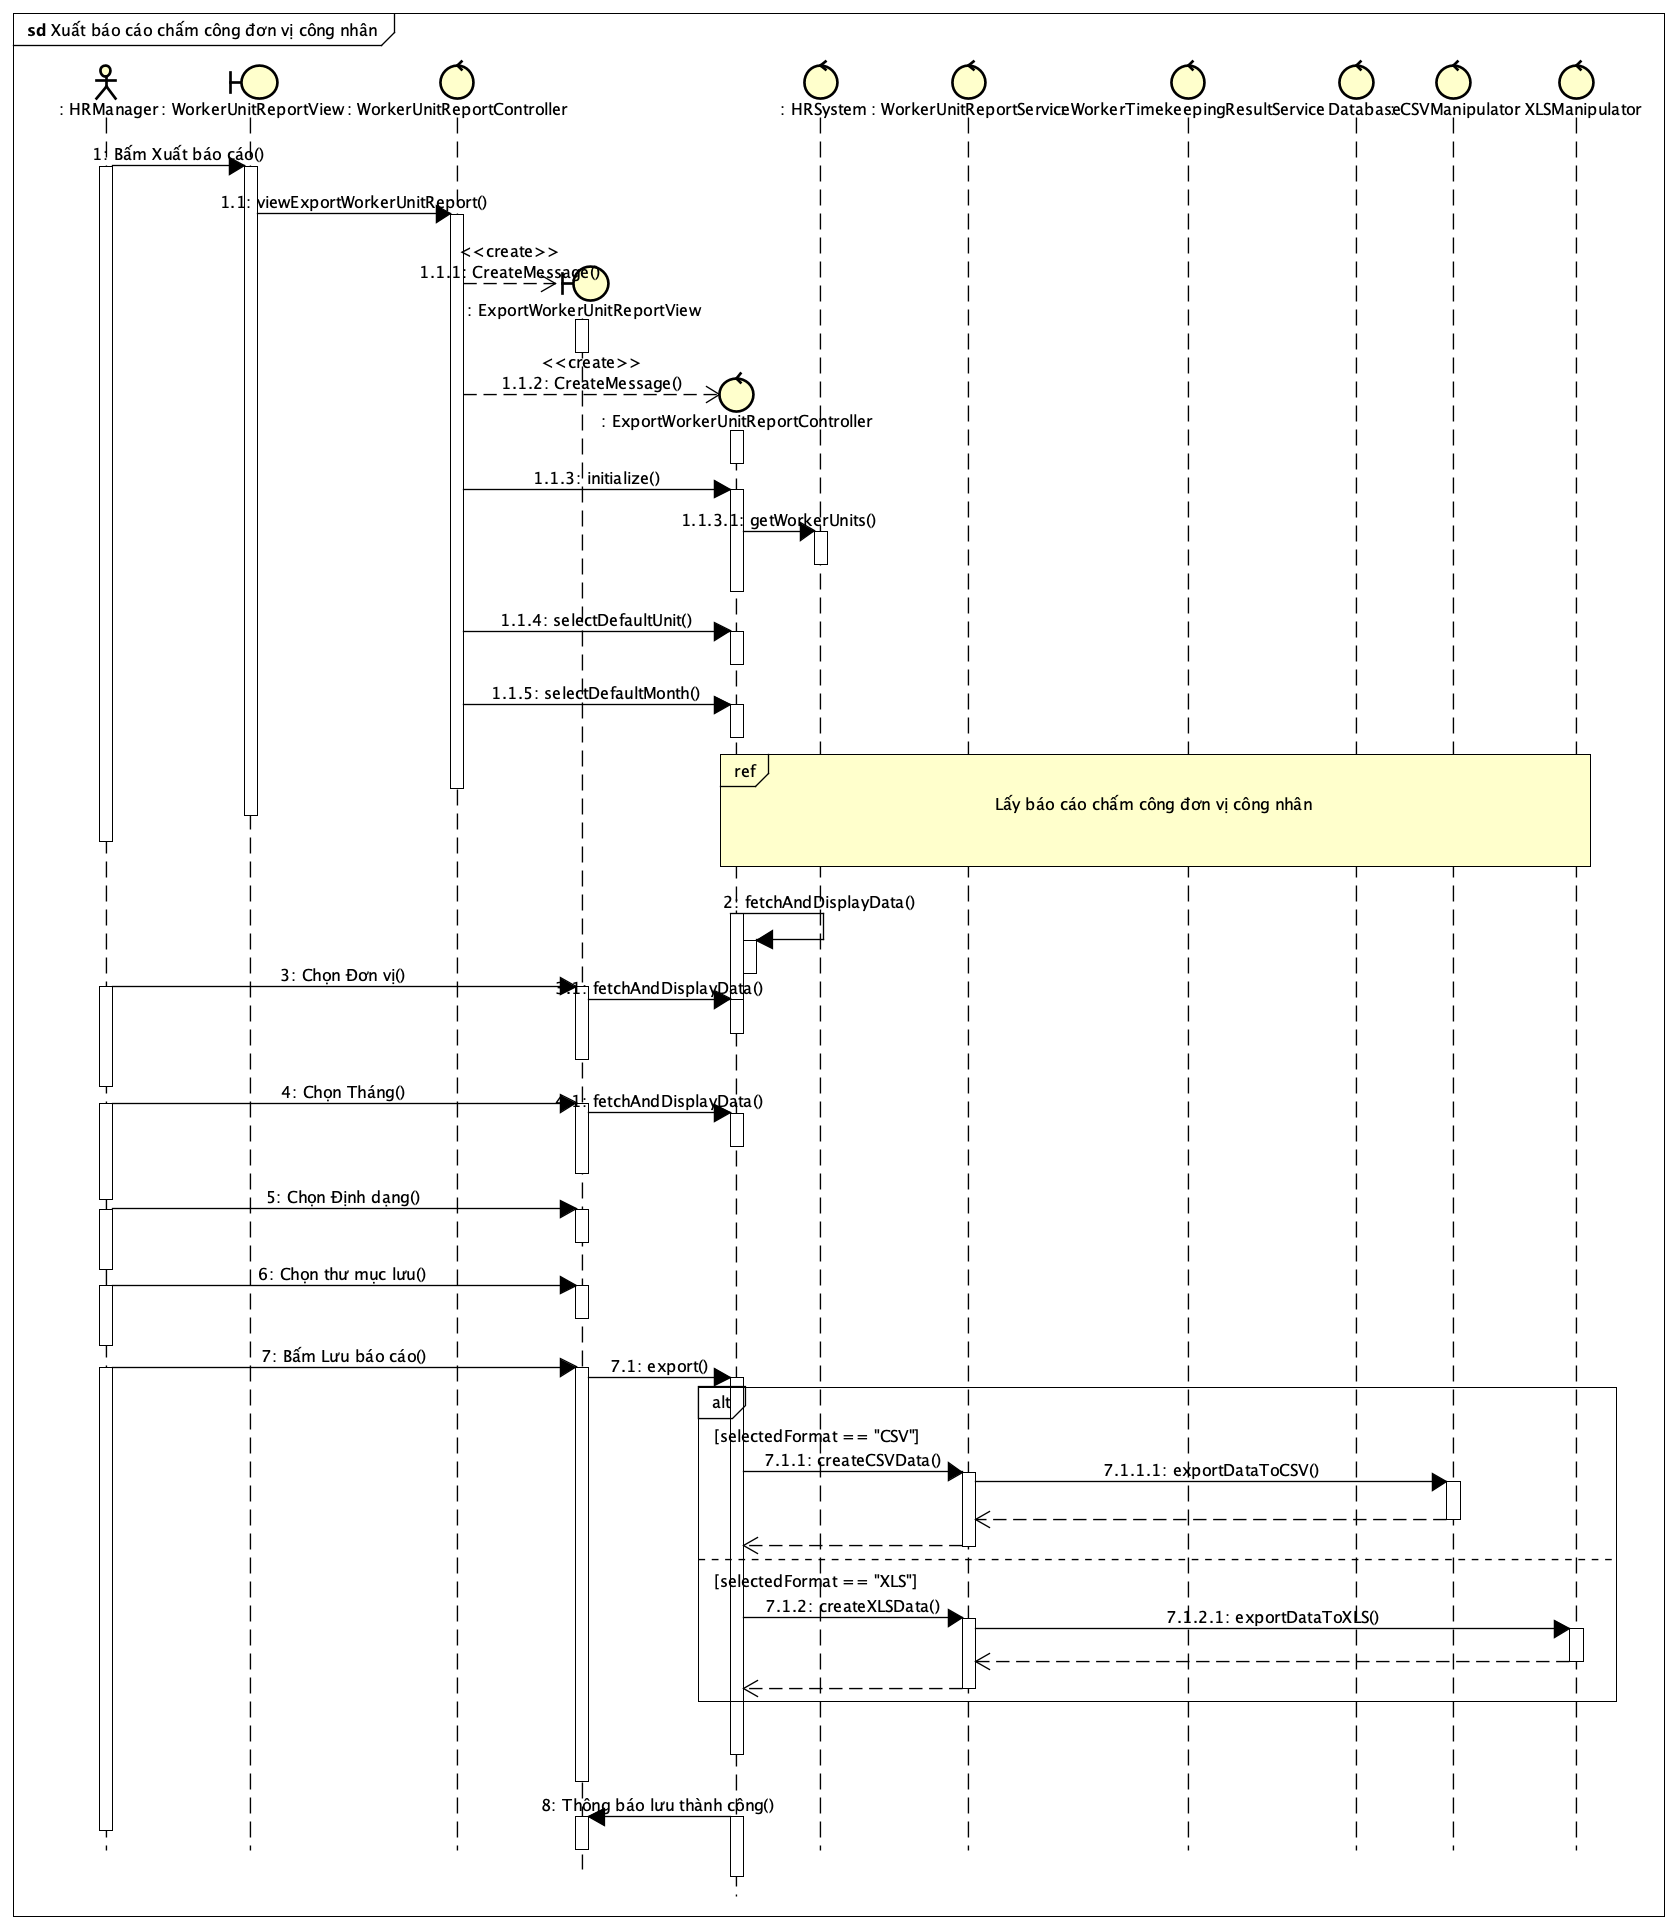 sd Xuất báo cáo chấm công đơn vị công nhân
: HRManager
: WorkerUnitReportView
: WorkerUnitReportController
: HRSystem
: WorkerUnitReportService
WorkerTimekeepingResultService
Database
CSVManipulator
XLSManipulator
1: Bấm Xuất báo cáo()
1.1: viewExportWorkerUnitReport()
<<create>>
1.1.1: CreateMessage()
: ExportWorkerUnitReportView
<<create>>
1.1.2: CreateMessage()
: ExportWorkerUnitReportController
1.1.3: initialize()
1.1.3.1: getWorkerUnits()
1.1.4: selectDefaultUnit()
1.1.5: selectDefaultMonth()
ref
Lấy báo cáo chấm công đơn vị công nhân
2: fetchAndDisplayData()
3: Chọn Đơn vị()
3.1: fetchAndDisplayData()
4: Chọn Tháng()
4.1: fetchAndDisplayData()
5: Chọn Định dạng()
6: Chọn thư mục lưu()
7: Bấm Lưu báo cáo()
7.1: export()
alt
[selectedFormat == "CSV"]
7.1.1: createCSVData()
7.1.1.1: exportDataToCSV()
[selectedFormat == "XLS"]
7.1.2: createXLSData()
7.1.2.1: exportDataToXLS()
8: Thông báo lưu thành công()